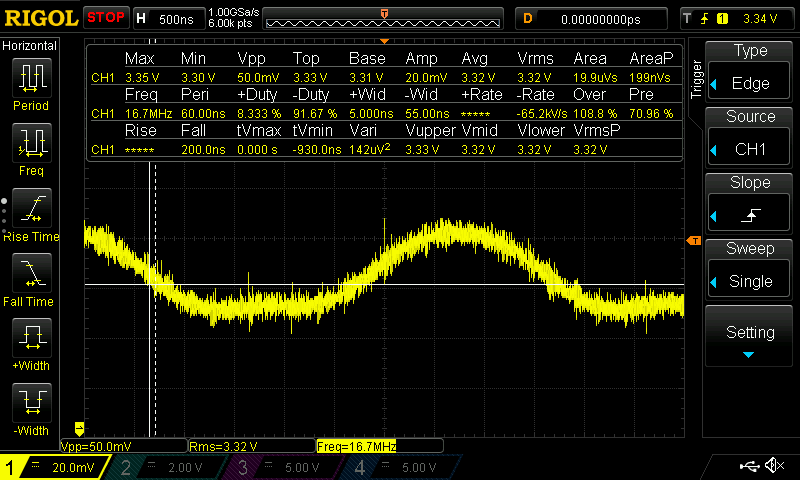 RIGOL STOP H 500ns 1.00GSa/s 6.00k pts T D 0.00000000ps T 1 3.34 V
Horizontal
Period
Freq
Rise Time
Fall Time
+Width
-Width
Max Min Vpp Top Base Amp Avg Vrms Area AreaP
CH1 3.35 V 3.30 V 50.0mV 3.33 V 3.31 V 20.0mV 3.32 V 3.32 V 19.9uVs 199nVs
Freq Peri +Duty -Duty +Wid -Wid +Rate -Rate Over Pre
CH1 16.7MHz 60.00ns 8.333 % 91.67 % 5.000ns 55.00ns ***** -65.2kV/s 108.8 % 70.96 %
Rise Fall tVmax tVmin Vari Vupper Vmid Vlower VrmsP
CH1 ***** 200.0ns 0.000 s -930.0ns 142uV² 3.33 V 3.32 V 3.32 V 3.32 V
T
Vpp=50.0mV Rms=3.32 V Freq=16.7MHz
1 20.0mV 2 2.00 V 3 5.00 V 4 5.00 V
Trigger
Type
Edge
Source
CH1
Slope
Sweep
Single
Setting